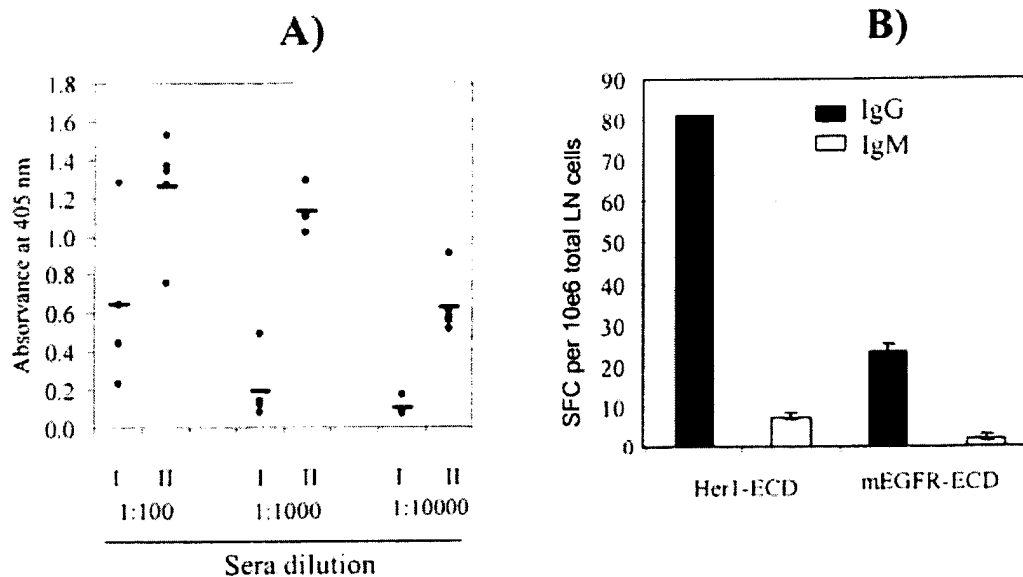 A)
1.8
1.6
1.4
1.2
1.0
0.8
0.6
0.4
0.2
0.0
Absorvance at 405 nm
I II I II I II
1:100 1:1000 1:10000
Sera dilution
B)
90
80
70
60
50
40
30
20
10
0
SFC per 10e6 total LN cells
IgG
IgM
Her1-ECD mEGFR-ECD